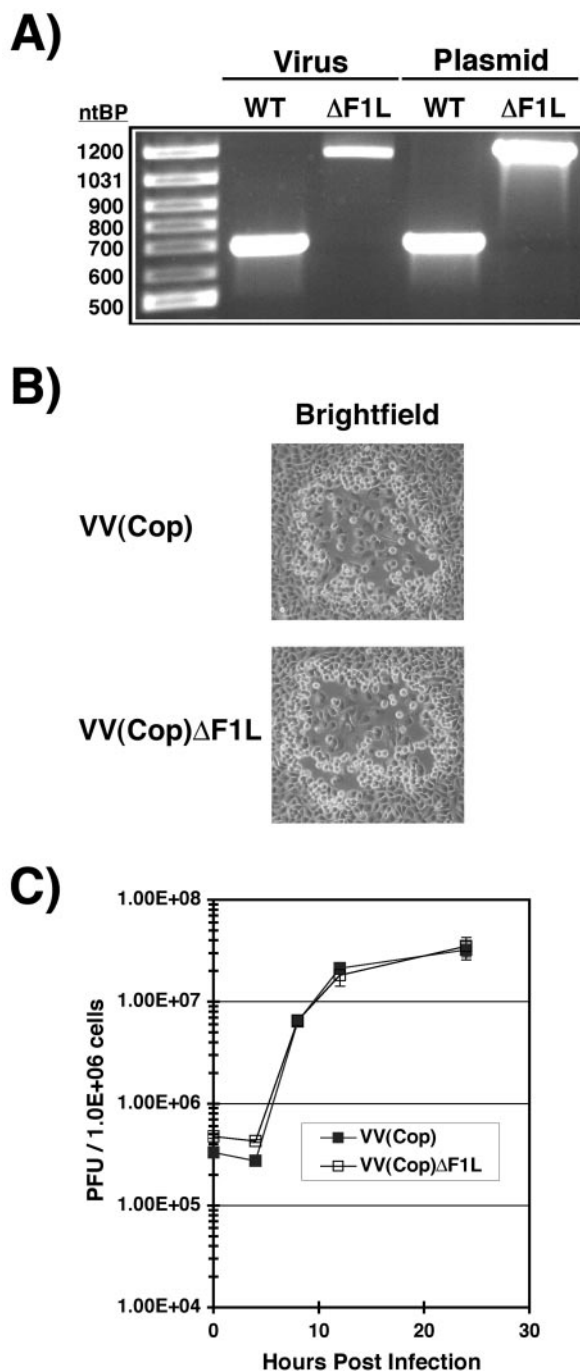 A)
Virus Plasmid
ntBP WT ΔF1L WT ΔF1L
1200
1031
900
800
700
600
500
B)
Brightfield
VV(Cop)
VV(Cop)ΔF1L
C)
1.00E+08
1.00E+07
1.00E+06
1.00E+05
1.00E+04
PFU / 1.0E+06 cells
VV(Cop)
VV(Cop)ΔF1L
0 10 20 30
Hours Post Infection